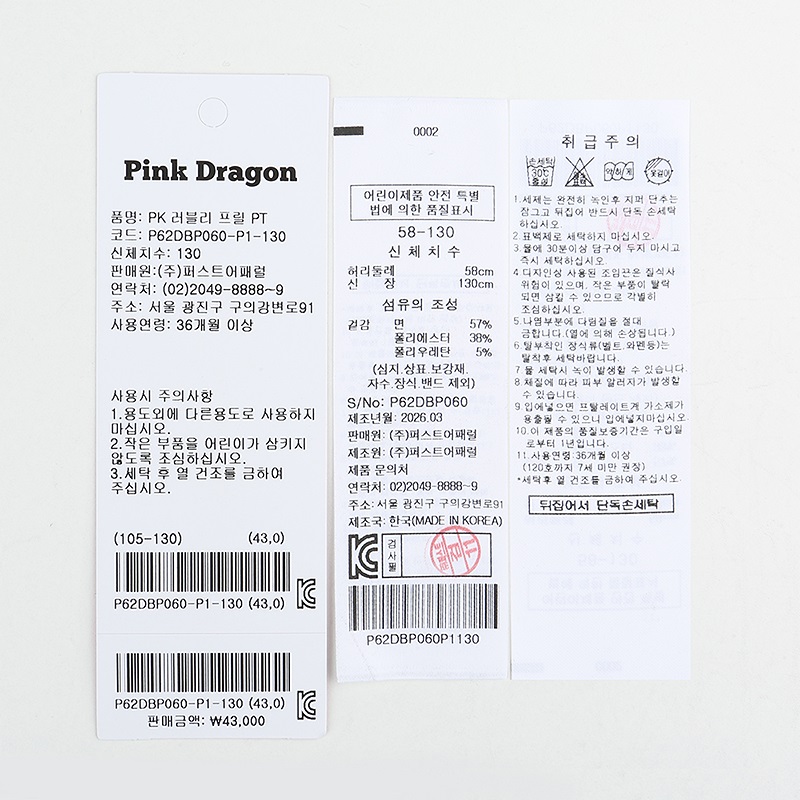 Pink Dragon
품명: PK 러블리 프릴 PT
코드: P62DBP060-P1-130
신체치수: 130
판매원:(주)퍼스트어패럴
연락처: (02)2049-8888~9
주소: 서울 광진구 구의강변로91
사용연령: 36개월 이상
사용시 주의사항
1.용도외에 다른용도로 사용하지
마십시오.
2.작은 부품을 어린이가 삼키지
않도록 조심하십시오.
3.세탁 후 열 건조를 금하여
주십시오.
(105-130) (43,0)
P62DBP060-P1-130 (43,0)
P62DBP060-P1-130 (43,0)
판매금액: ₩43,000
0002
어린이제품 안전 특별
법에 의한 품질표시
58-130
신 체 치 수
허리둘레 58cm
신 장 130cm
섬유의 조성
겉감 면 57%
폴리에스터 38%
폴리우레탄 5%
(심지.상표.보강재.
자수.장식.밴드 제외)
S/No: P62DBP060
제조년월: 2026.03
판매원: (주)퍼스트어패럴
제조원: (주)퍼스트어패럴
제품 문의처
연락처: 02)2049-8888~9
주소: 서울 광진구 구의강변로91
제조국: 한국(MADE IN KOREA)
검사필
검
11
P62DBP060P1130
취 급 주 의
손세탁
30℃
중성
약하게
옷걸이
1.세제는 완전히 녹인후 지퍼 단추는
잠그고 뒤집어 반드시 단독 손세탁
하십시오.
2.표백제로 세탁하지 마십시오.
3.물에 30분이상 담구어 두지 마시고
즉시 세탁하십시오.
4.디자인상 사용된 조임끈은 질식사
위험이 있으며, 작은 부품이 탈락
되면 삼킬 수 있으므로 각별히
조심하십시오.
5.나염부분에 다림질을 절대
금합니다.(열에 의해 손상됩니다.)
6.탈부착인 장식류(벨트.와펜등)는
탈착후 세탁바랍니다.
7.물 세탁시 녹이 발생할 수 있습니다.
8.체질에 따라 피부 알러지가 발생할
수 있습니다.
9.입에넣으면 프탈레이트계 가소제가
용출될 수 있으니 입에넣지마십시오.
10.이 제품의 품질보증기간은 구입일
로부터 1년입니다.
11.사용연령:36개월 이상
(120호까지 7세 미만 권장)
*세탁후 열 건조를 금하여 주십시오.
뒤집어서 단독손세탁